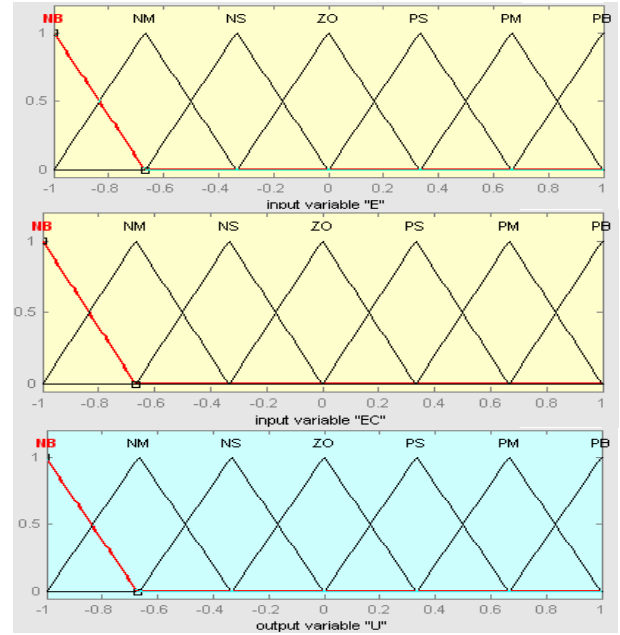 NB NM NS ZO PS PM PB
1
0.5
0
-1 -0.8 -0.6 -0.4 -0.2 0 0.2 0.4 0.6 0.8 1
input variable "E"
NB NM NS ZO PS PM PB
1
0.5
0
-1 -0.8 -0.6 -0.4 -0.2 0 0.2 0.4 0.6 0.8 1
input variable "EC"
NB NM NS ZO PS PM PB
1
0.5
0
-1 -0.8 -0.6 -0.4 -0.2 0 0.2 0.4 0.6 0.8 1
output variable "U"